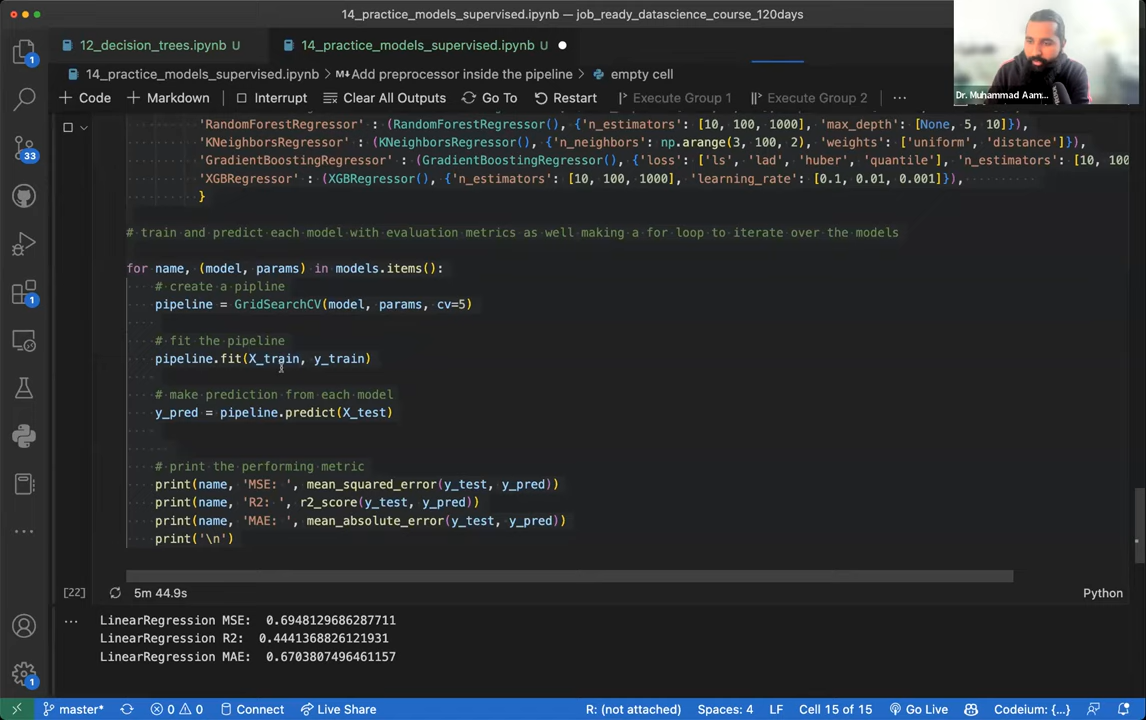 14_practice_models_supervised.ipynb — job_ready_datascience_course_120days
12_decision_trees.ipynb U
14_practice_models_supervised.ipynb U
14_practice_models_supervised.ipynb > M↓Add preprocessor inside the pipeline > empty cell
+ Code + Markdown Interrupt Clear All Outputs Go To Restart Execute Group 1 Execute Group 2 ...
Dr. Muhammad Aam...
1
33
1
1
'RandomForestRegressor' : (RandomForestRegressor(), {'n_estimators': [10, 100, 1000], 'max_depth': [None, 5, 10]}),
'KNeighborsRegressor' : (KNeighborsRegressor(), {'n_neighbors': np.arange(3, 100, 2), 'weights': ['uniform', 'distance']}),
'GradientBoostingRegressor' : (GradientBoostingRegressor(), {'loss': ['ls', 'lad', 'huber', 'quantile'], 'n_estimators': [10, 100
'XGBRegressor' : (XGBRegressor(), {'n_estimators': [10, 100, 1000], 'learning_rate': [0.1, 0.01, 0.001]}),
}
# train and predict each model with evaluation metrics as well making a for loop to iterate over the models
for name, (model, params) in models.items():
# create a pipline
pipeline = GridSearchCV(model, params, cv=5)
# fit the pipeline
pipeline.fit(X_train, y_train)
# make prediction from each model
y_pred = pipeline.predict(X_test)
# print the performing metric
print(name, 'MSE: ', mean_squared_error(y_test, y_pred))
print(name, 'R2: ', r2_score(y_test, y_pred))
print(name, 'MAE: ', mean_absolute_error(y_test, y_pred))
print('\n')
[22] 5m 44.9s Python
... LinearRegression MSE:  0.6948129686287711
LinearRegression R2:  0.4441368826121931
LinearRegression MAE:  0.6703807496461157
master* 0 0 Connect Live Share R: (not attached) Spaces: 4 LF Cell 15 of 15 Go Live Codeium: {...}